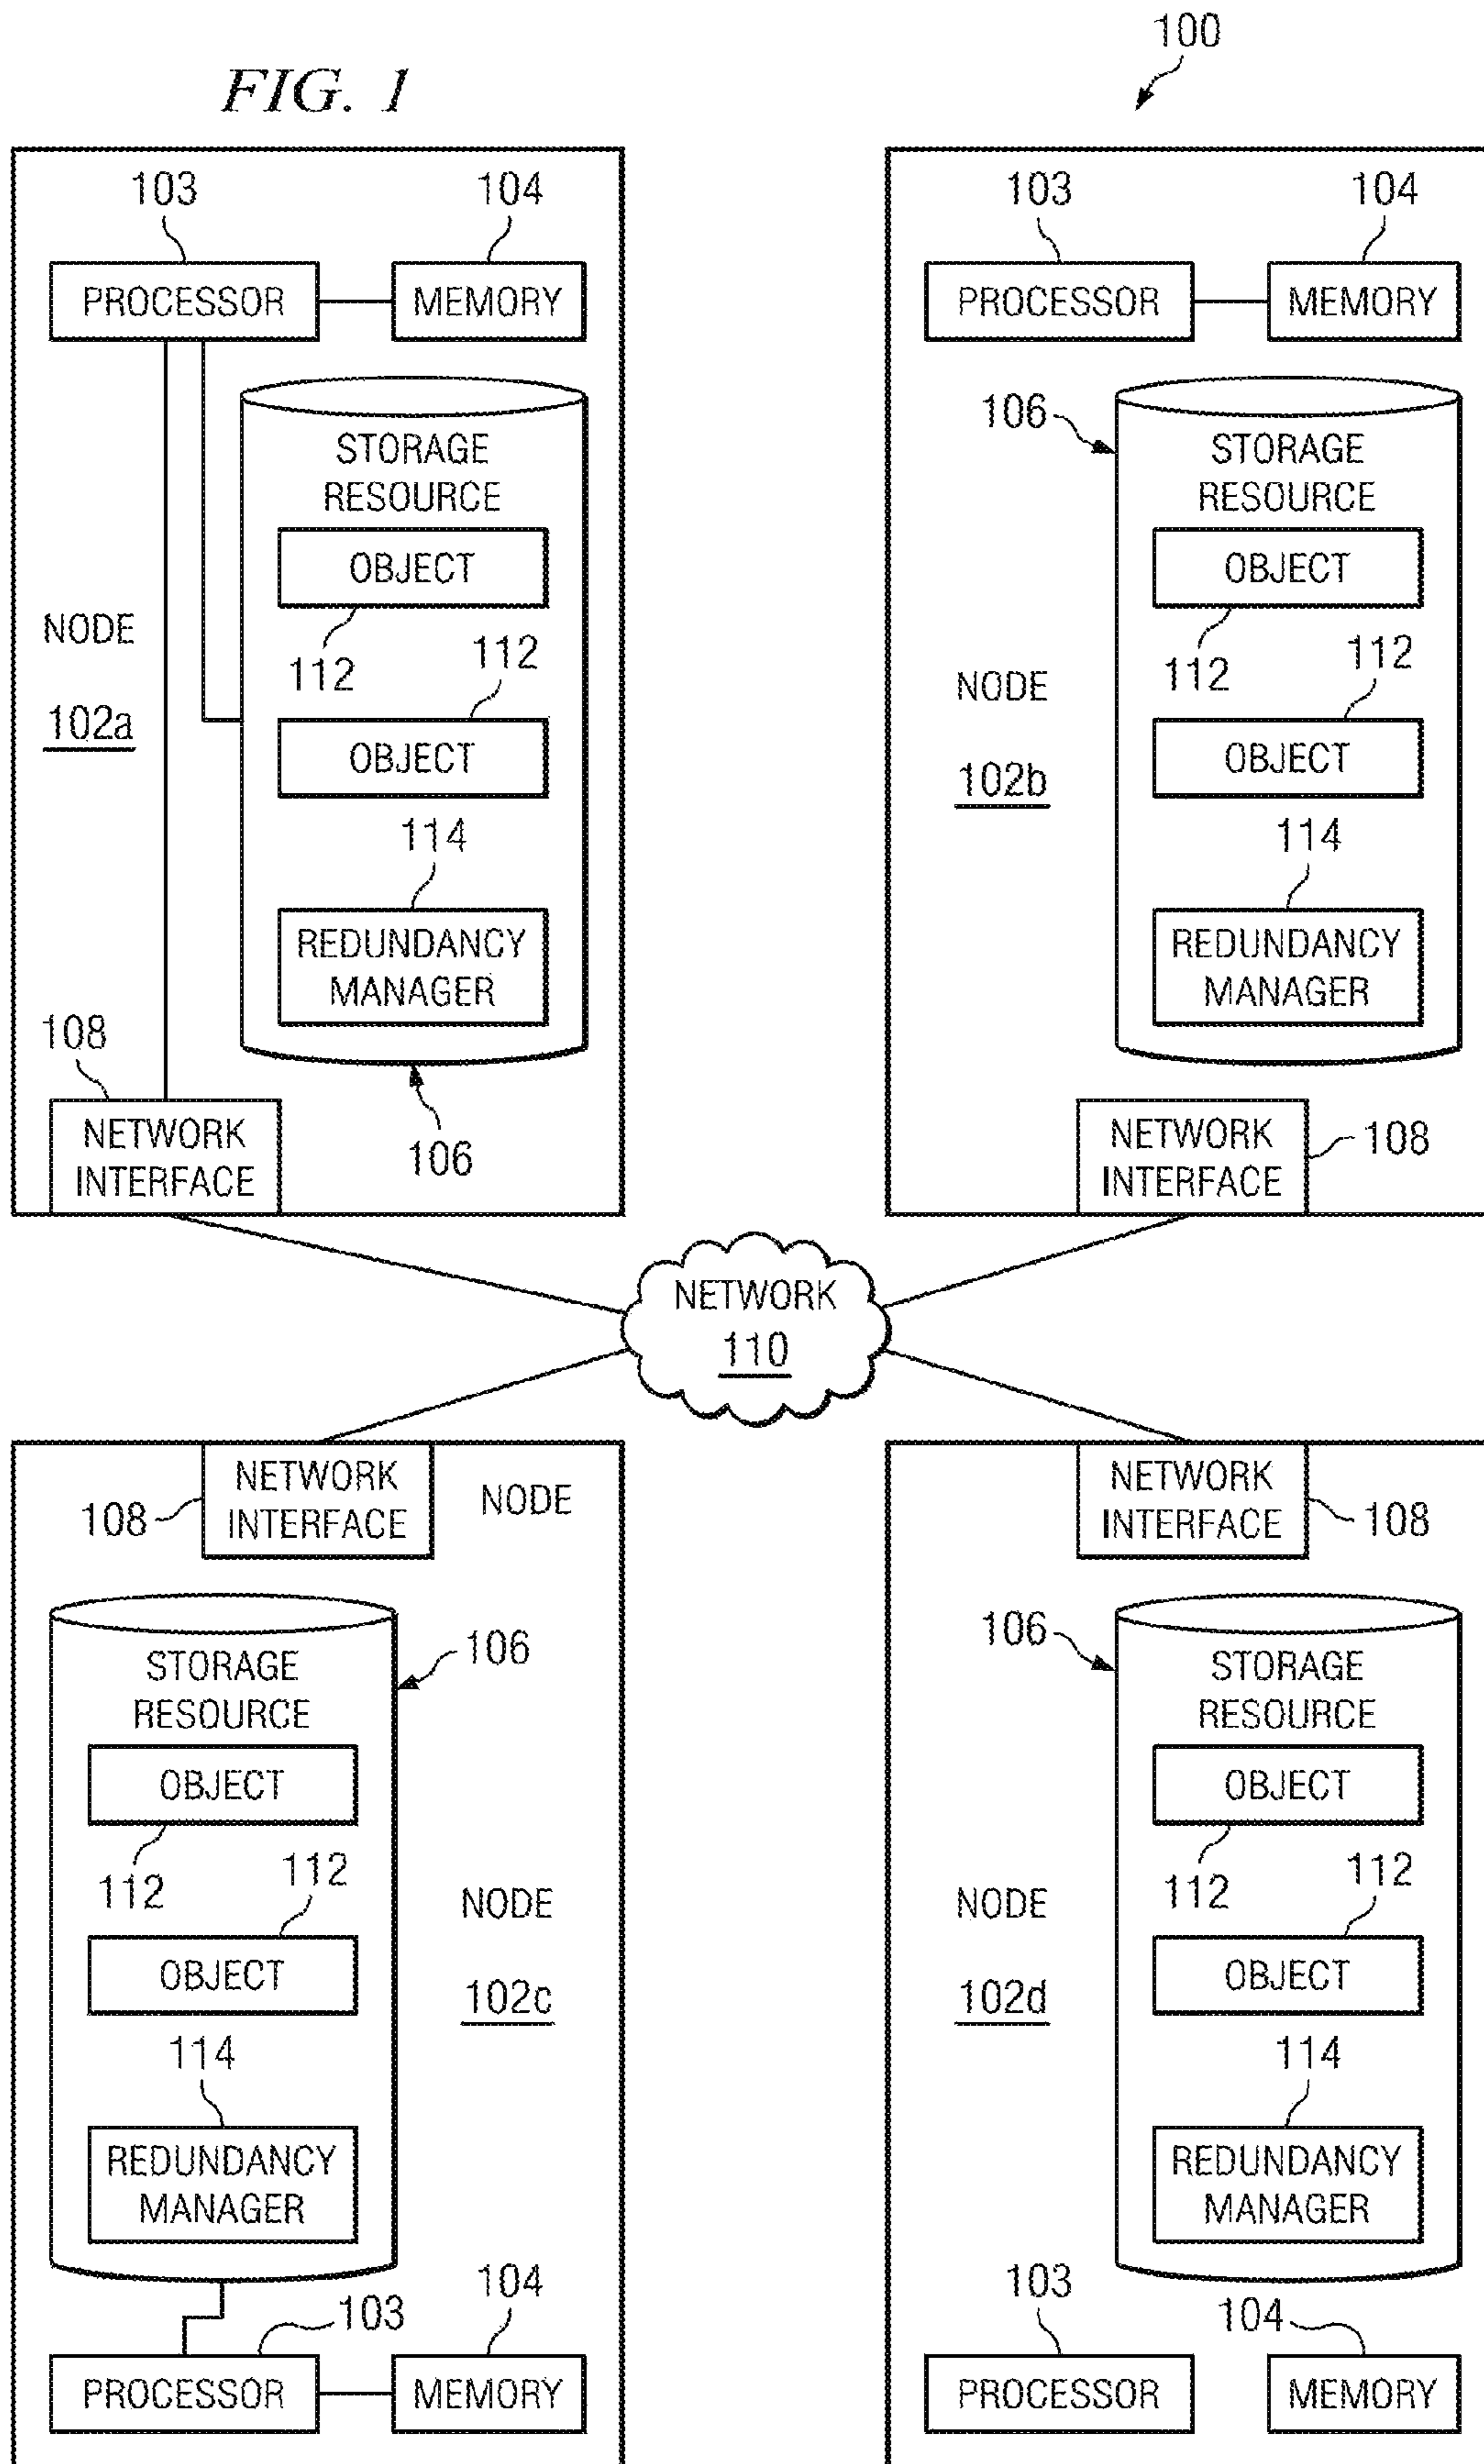 100
FIG. 1
103
104
PROCESSOR
MEMORY
STORAGE
RESOURCE
OBJECT
NODE
112
112
102a
OBJECT
114
REDUNDANCY
MANAGER
108
NETWORK
INTERFACE
106
103
104
PROCESSOR
MEMORY
106
STORAGE
RESOURCE
OBJECT
112
112
NODE
OBJECT
102b
114
REDUNDANCY
MANAGER
NETWORK
INTERFACE
108
NETWORK
110
NETWORK
INTERFACE
NODE
108
106
STORAGE
RESOURCE
OBJECT
112
112
NODE
OBJECT
102c
114
REDUNDANCY
MANAGER
103
104
PROCESSOR
MEMORY
NETWORK
INTERFACE
108
106
STORAGE
RESOURCE
OBJECT
112
112
NODE
OBJECT
102d
114
REDUNDANCY
MANAGER
103
104
PROCESSOR
MEMORY